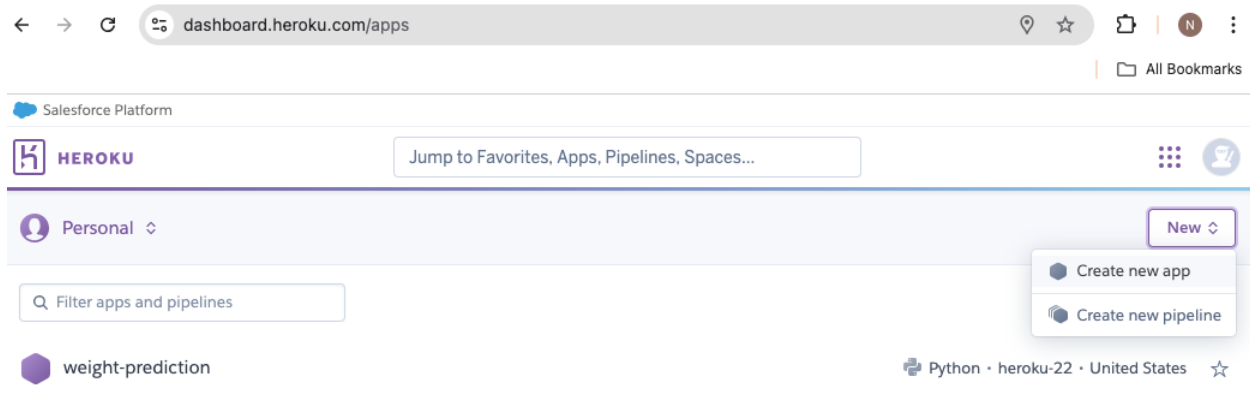 dashboard.heroku.com/apps
N
All Bookmarks
Salesforce Platform
HEROKU
Jump to Favorites, Apps, Pipelines, Spaces...
Personal
New
Create new app
Filter apps and pipelines
Create new pipeline
weight-prediction
Python · heroku-22 · United States